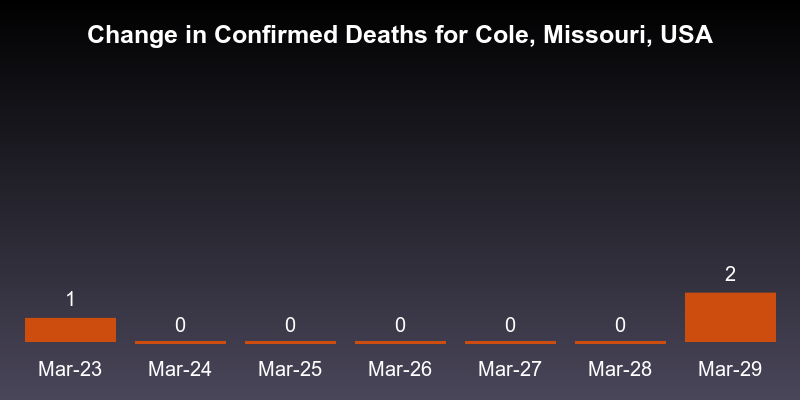 Change in Confirmed Deaths for Cole, Missouri, USA
2
1
0 0 0 0 0
Mar-23 Mar-24 Mar-25 Mar-26 Mar-27 Mar-28 Mar-29